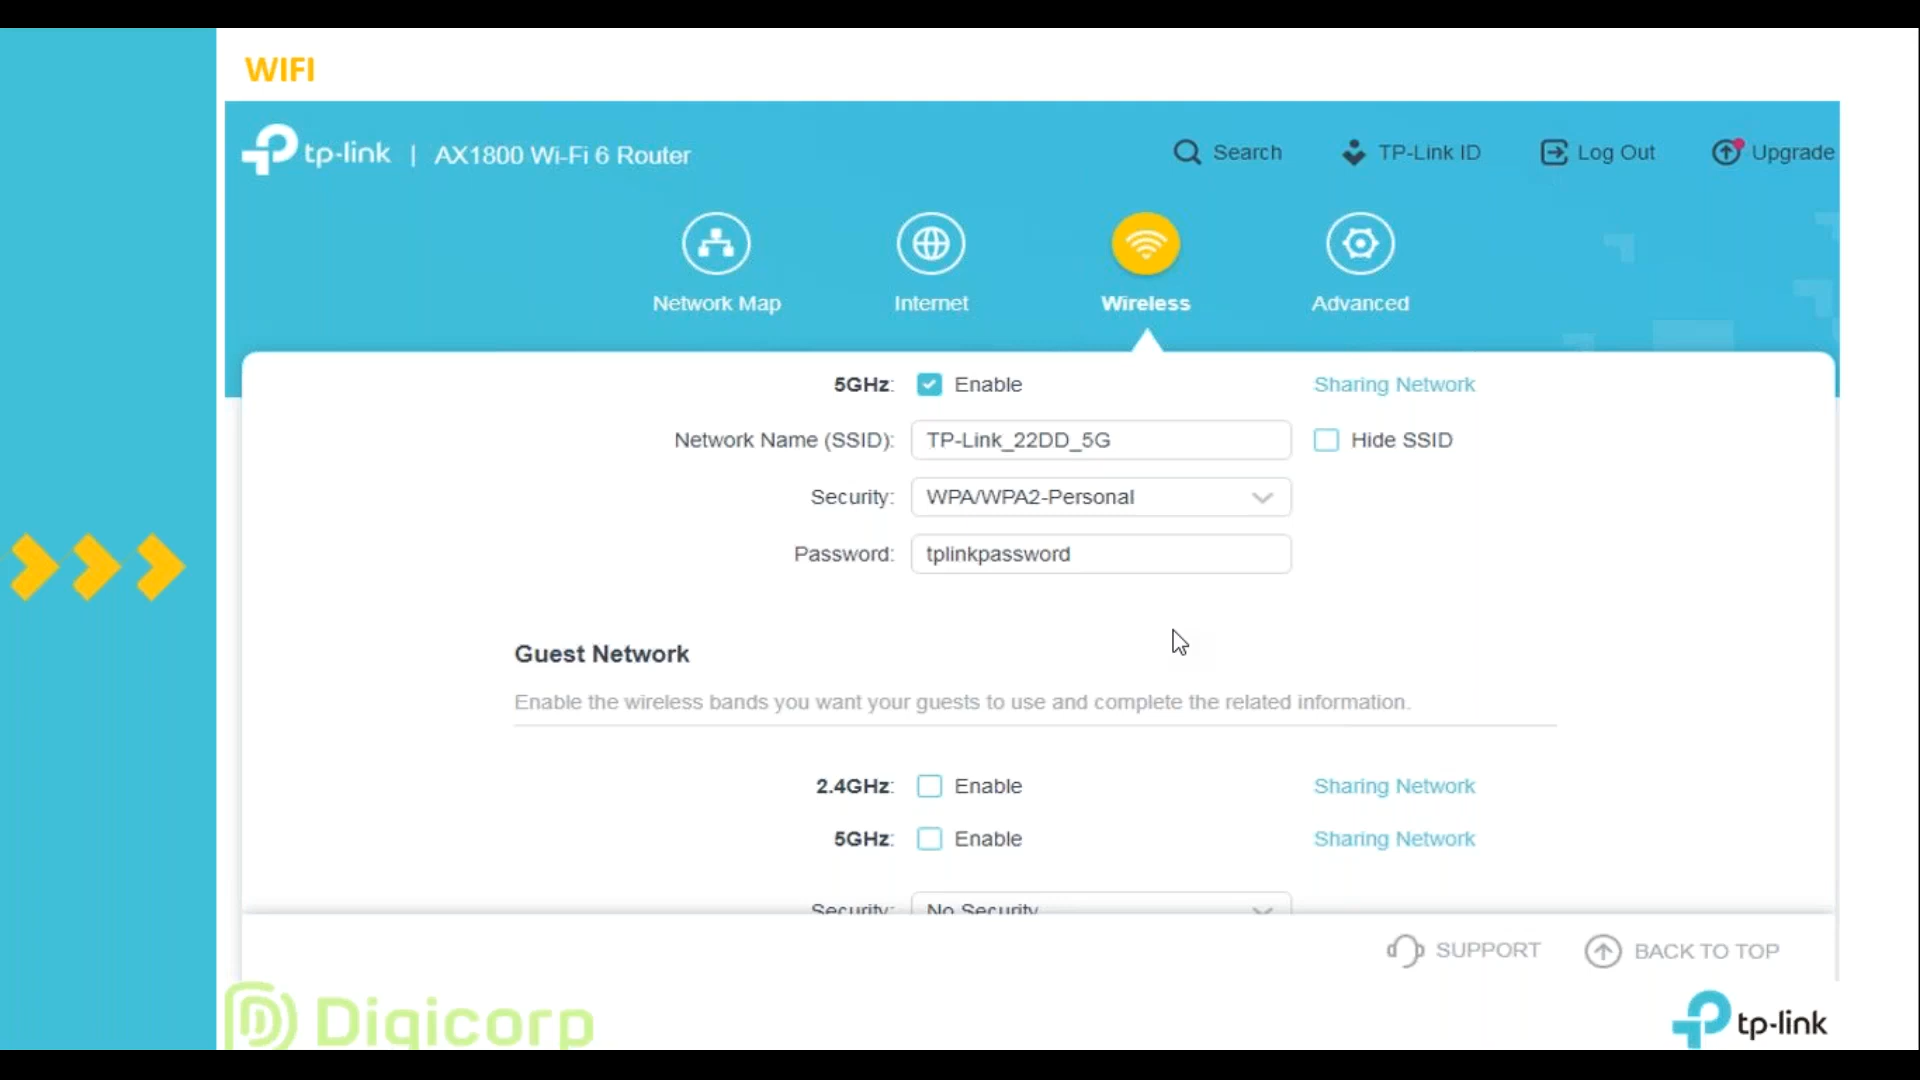 WIFI
tp-link | AX1800 Wi-Fi 6 Router
Search
TP-Link ID
Log Out
Upgrade
Network Map
Internet
Wireless
Advanced
5GHz: Enable
Sharing Network
Network Name (SSID): TP-Link_22DD_5G
Hide SSID
Security: WPA/WPA2-Personal
Password: tplinkpassword
Guest Network
Enable the wireless bands you want your guests to use and complete the related information.
2.4GHz: Enable
Sharing Network
5GHz: Enable
Sharing Network
Security: No Security
SUPPORT
BACK TO TOP
Digicorp
tp-link